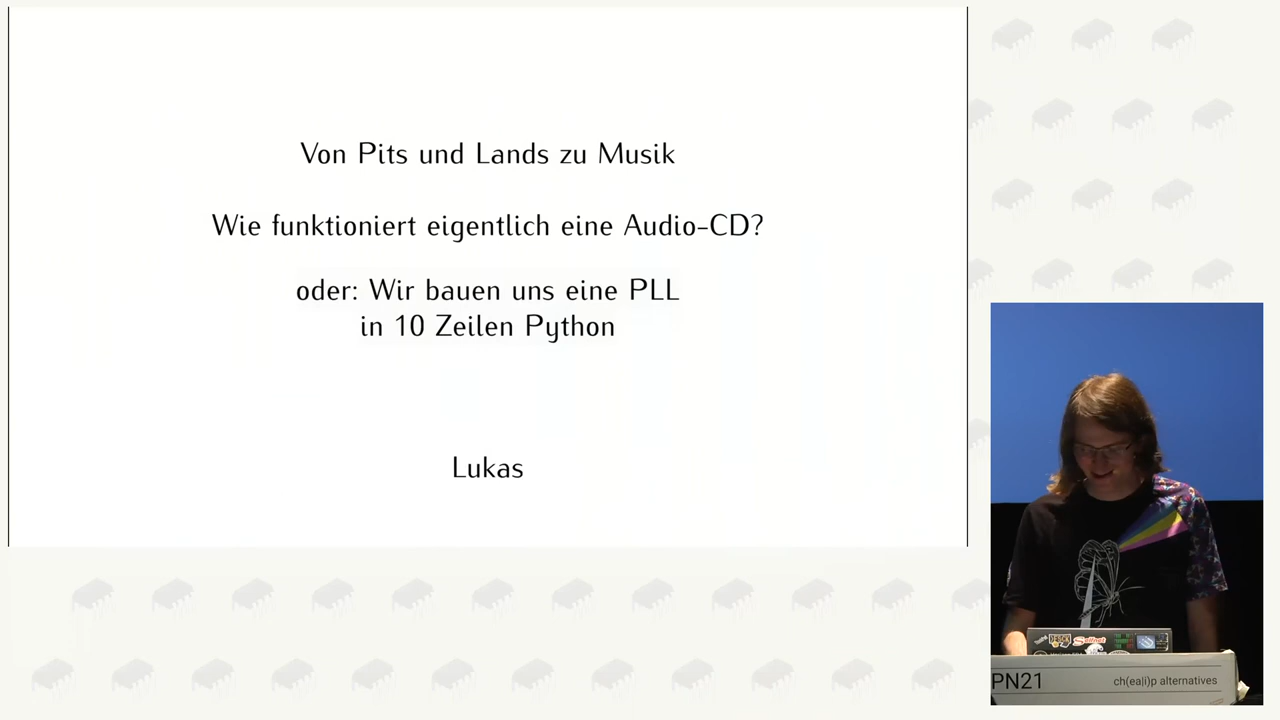 Von Pits und Lands zu Musik
Wie funktioniert eigentlich eine Audio-CD?
oder: Wir bauen uns eine PLL
in 10 Zeilen Python
Lukas
PN21
ch(ea|i)p alternatives